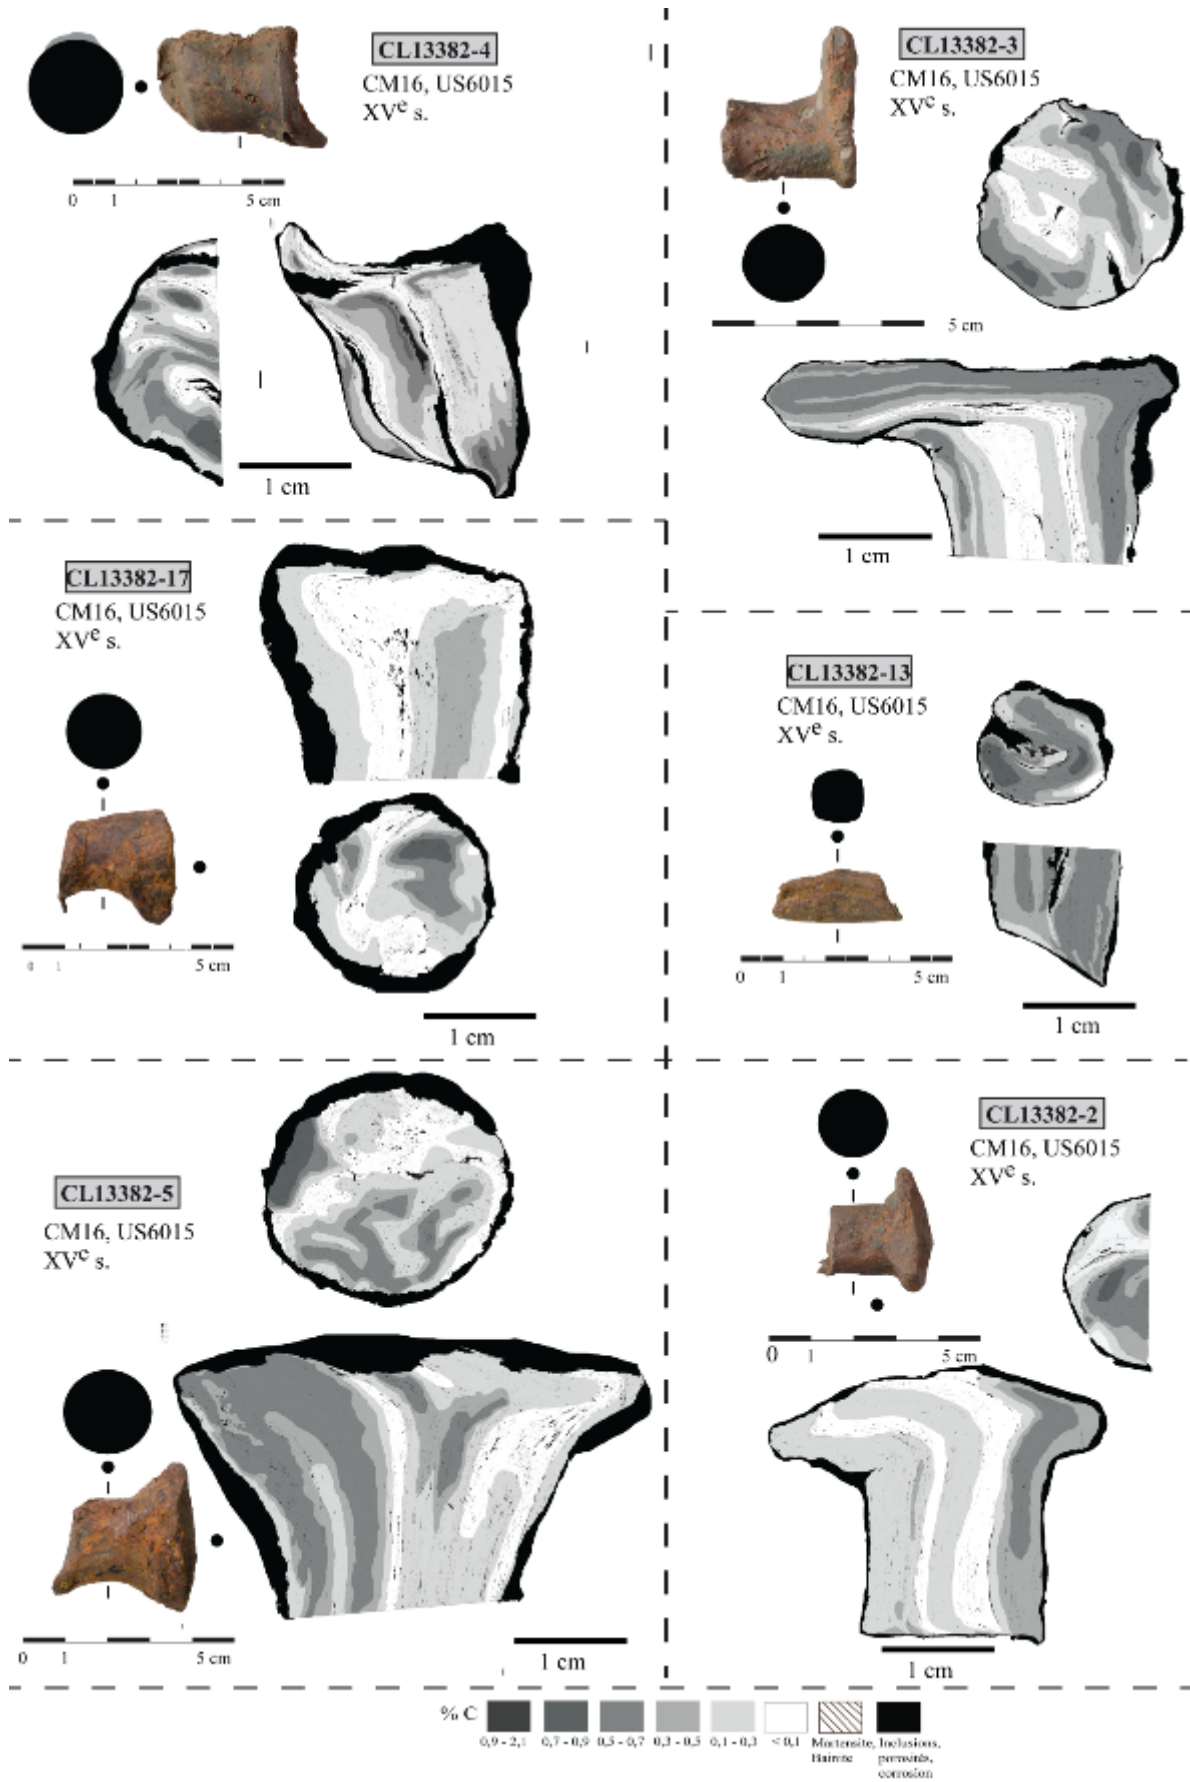 CL13382-4
CM16, US6015
XVe s.
0 1 5 cm
1 cm
CL13382-3
CM16, US6015
XVe s.
5 cm
1 cm
CL13382-17
CM16, US6015
XVe s.
0 1 5 cm
1 cm
CL13382-13
CM16, US6015
XVe s.
0 1 5 cm
1 cm
CL13382-5
CM16, US6015
XVe s.
0 1 5 cm
1 cm
CL13382-2
CM16, US6015
XVe s.
0 1 5 cm
1 cm
% C
0,9 - 2,1 0,7 - 0,9 0,5 - 0,7 0,3 - 0,5 0,1 - 0,3 < 0,1 Martensite, Inclusions,
Bainite porosités,
corrosion